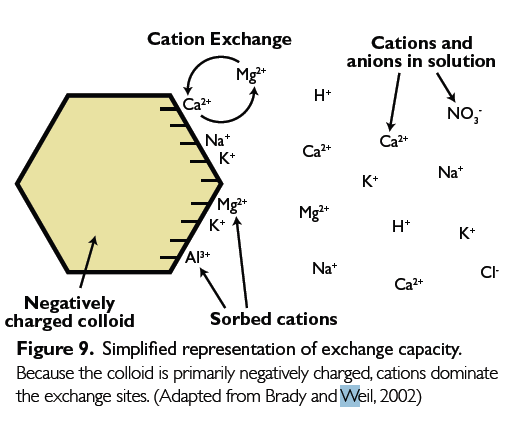 Cation Exchange
Cations and
anions in solution
Mg²⁺
Ca²⁺
H⁺
NO₃⁻
Na⁺
K⁺
Ca²⁺
Ca²⁺
K⁺
Na⁺
Mg²⁺
K⁺
Mg²⁺
H⁺
K⁺
Al³⁺
Na⁺
Ca²⁺
Cl⁻
Negatively
charged colloid
Sorbed cations
Figure 9. Simplified representation of exchange capacity.
Because the colloid is primarily negatively charged, cations dominate
the exchange sites. (Adapted from Brady and Weil, 2002)